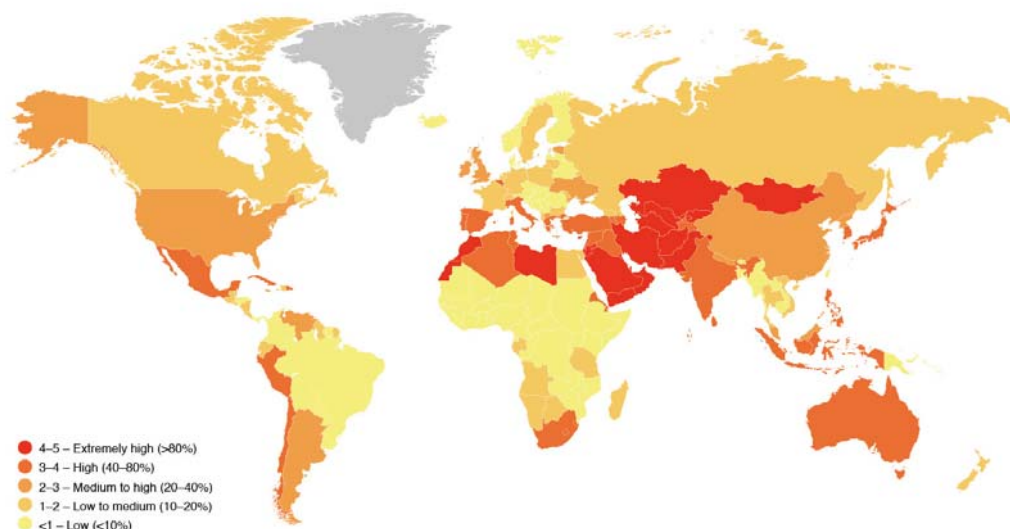 4–5 – Extremely high (>80%)
3–4 – High (40–80%)
2–3 – Medium to high (20–40%)
1–2 – Low to medium (10–20%)
<1 – Low (<10%)